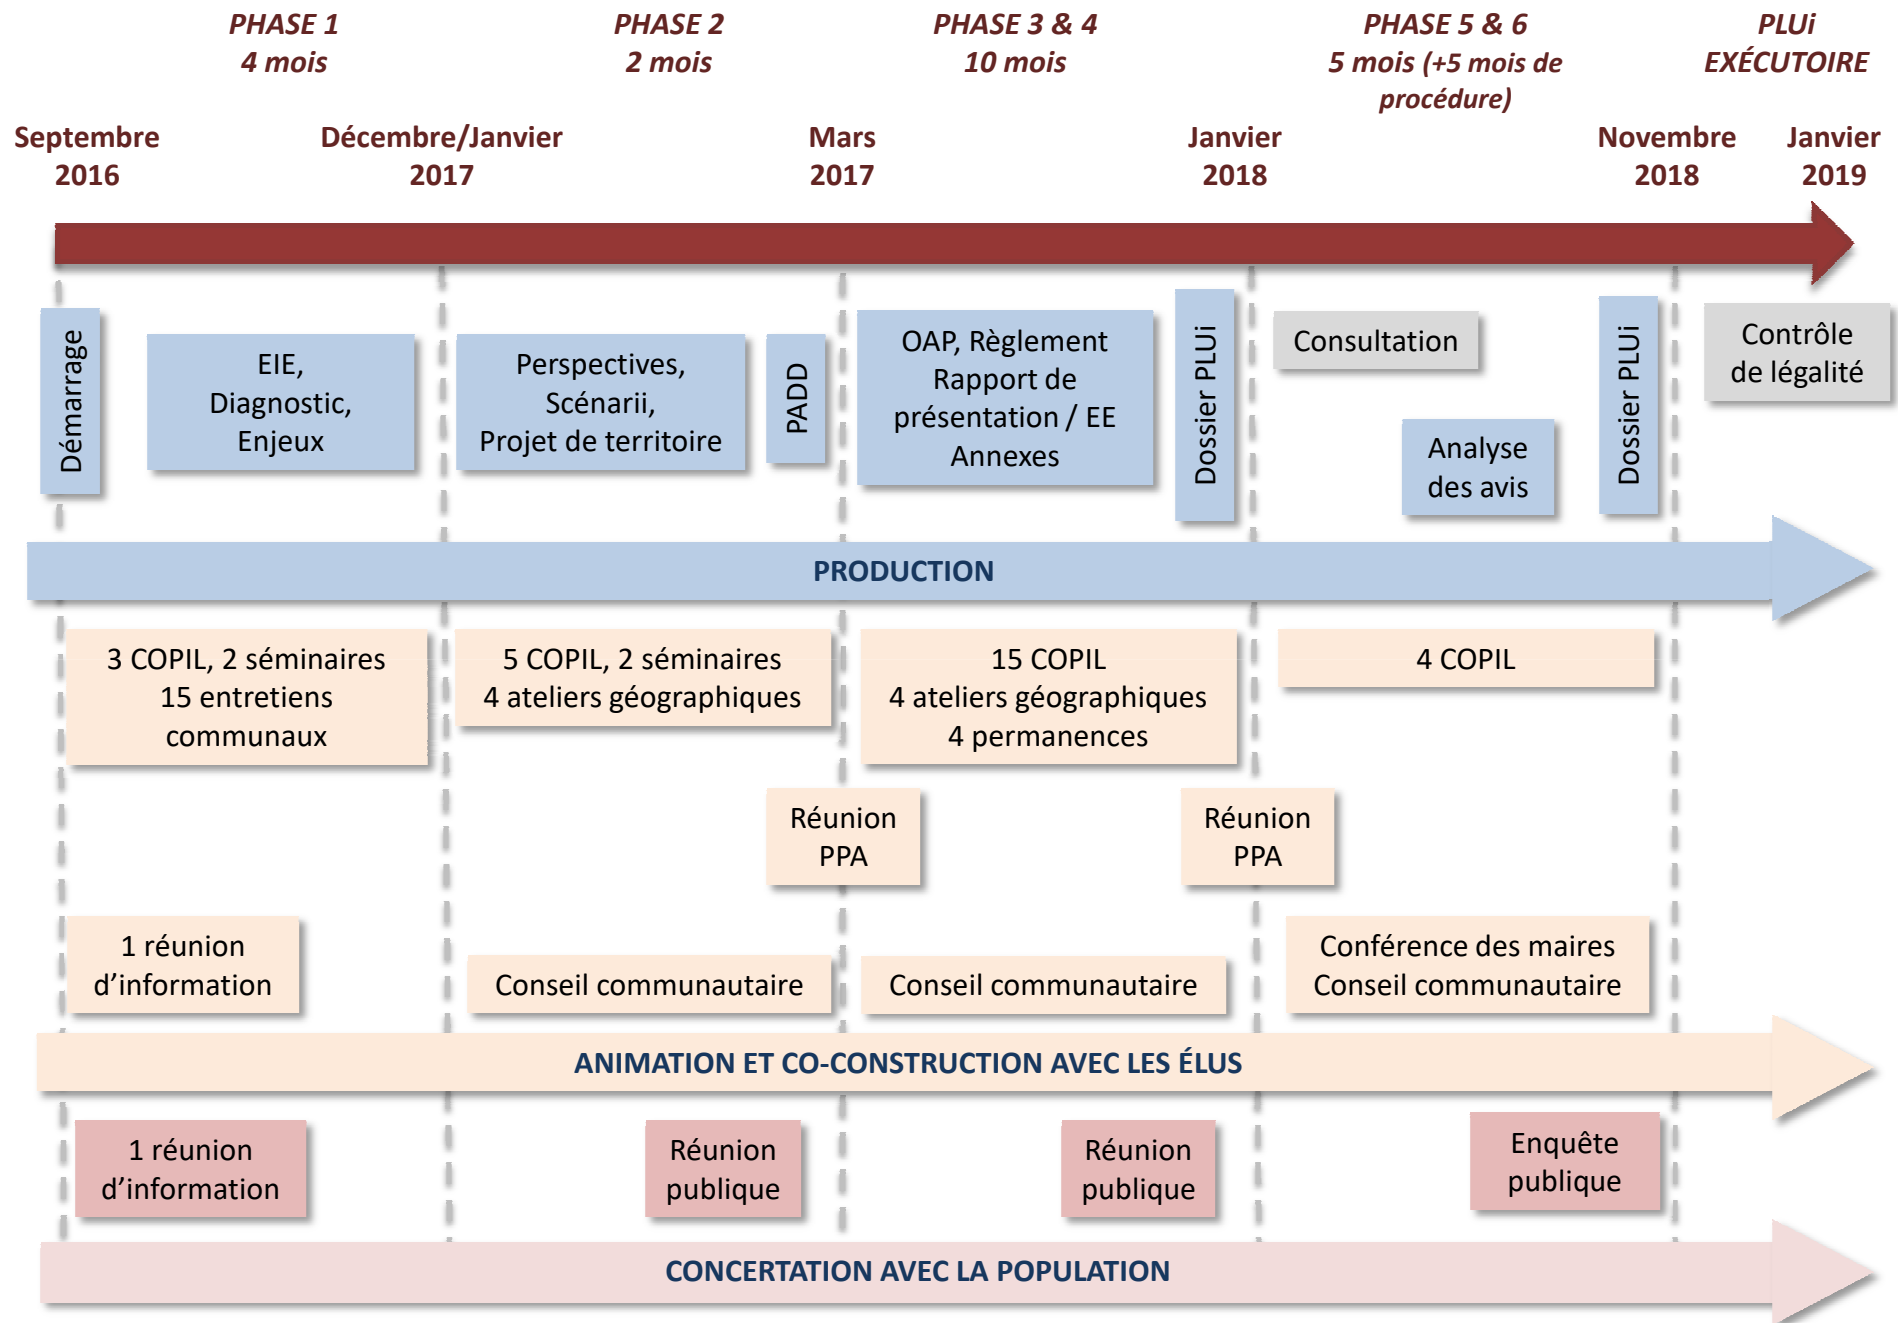 PHASE 1
4 mois
PHASE 2
2 mois
PHASE 3 & 4
10 mois
PHASE 5 & 6
5 mois (+5 mois de
procédure)
PLUi
EXÉCUTOIRE
Septembre
2016
Décembre/Janvier
2017
Mars
2017
Janvier
2018
Novembre
2018
Janvier
2019
Démarrage
EIE,
Diagnostic,
Enjeux
Perspectives,
Scénarii,
Projet de territoire
PADD
OAP, Règlement
Rapport de
présentation / EE
Annexes
Dossier PLUi
Consultation
Analyse
des avis
Dossier PLUi
Contrôle
de légalité
PRODUCTION
3 COPIL, 2 séminaires
15 entretiens
communaux
5 COPIL, 2 séminaires
4 ateliers géographiques
15 COPIL
4 ateliers géographiques
4 permanences
4 COPIL
Réunion
PPA
Réunion
PPA
1 réunion
d’information
Conseil communautaire
Conseil communautaire
Conférence des maires
Conseil communautaire
ANIMATION ET CO-CONSTRUCTION AVEC LES ÉLUS
1 réunion
d’information
Réunion
publique
Réunion
publique
Enquête
publique
CONCERTATION AVEC LA POPULATION